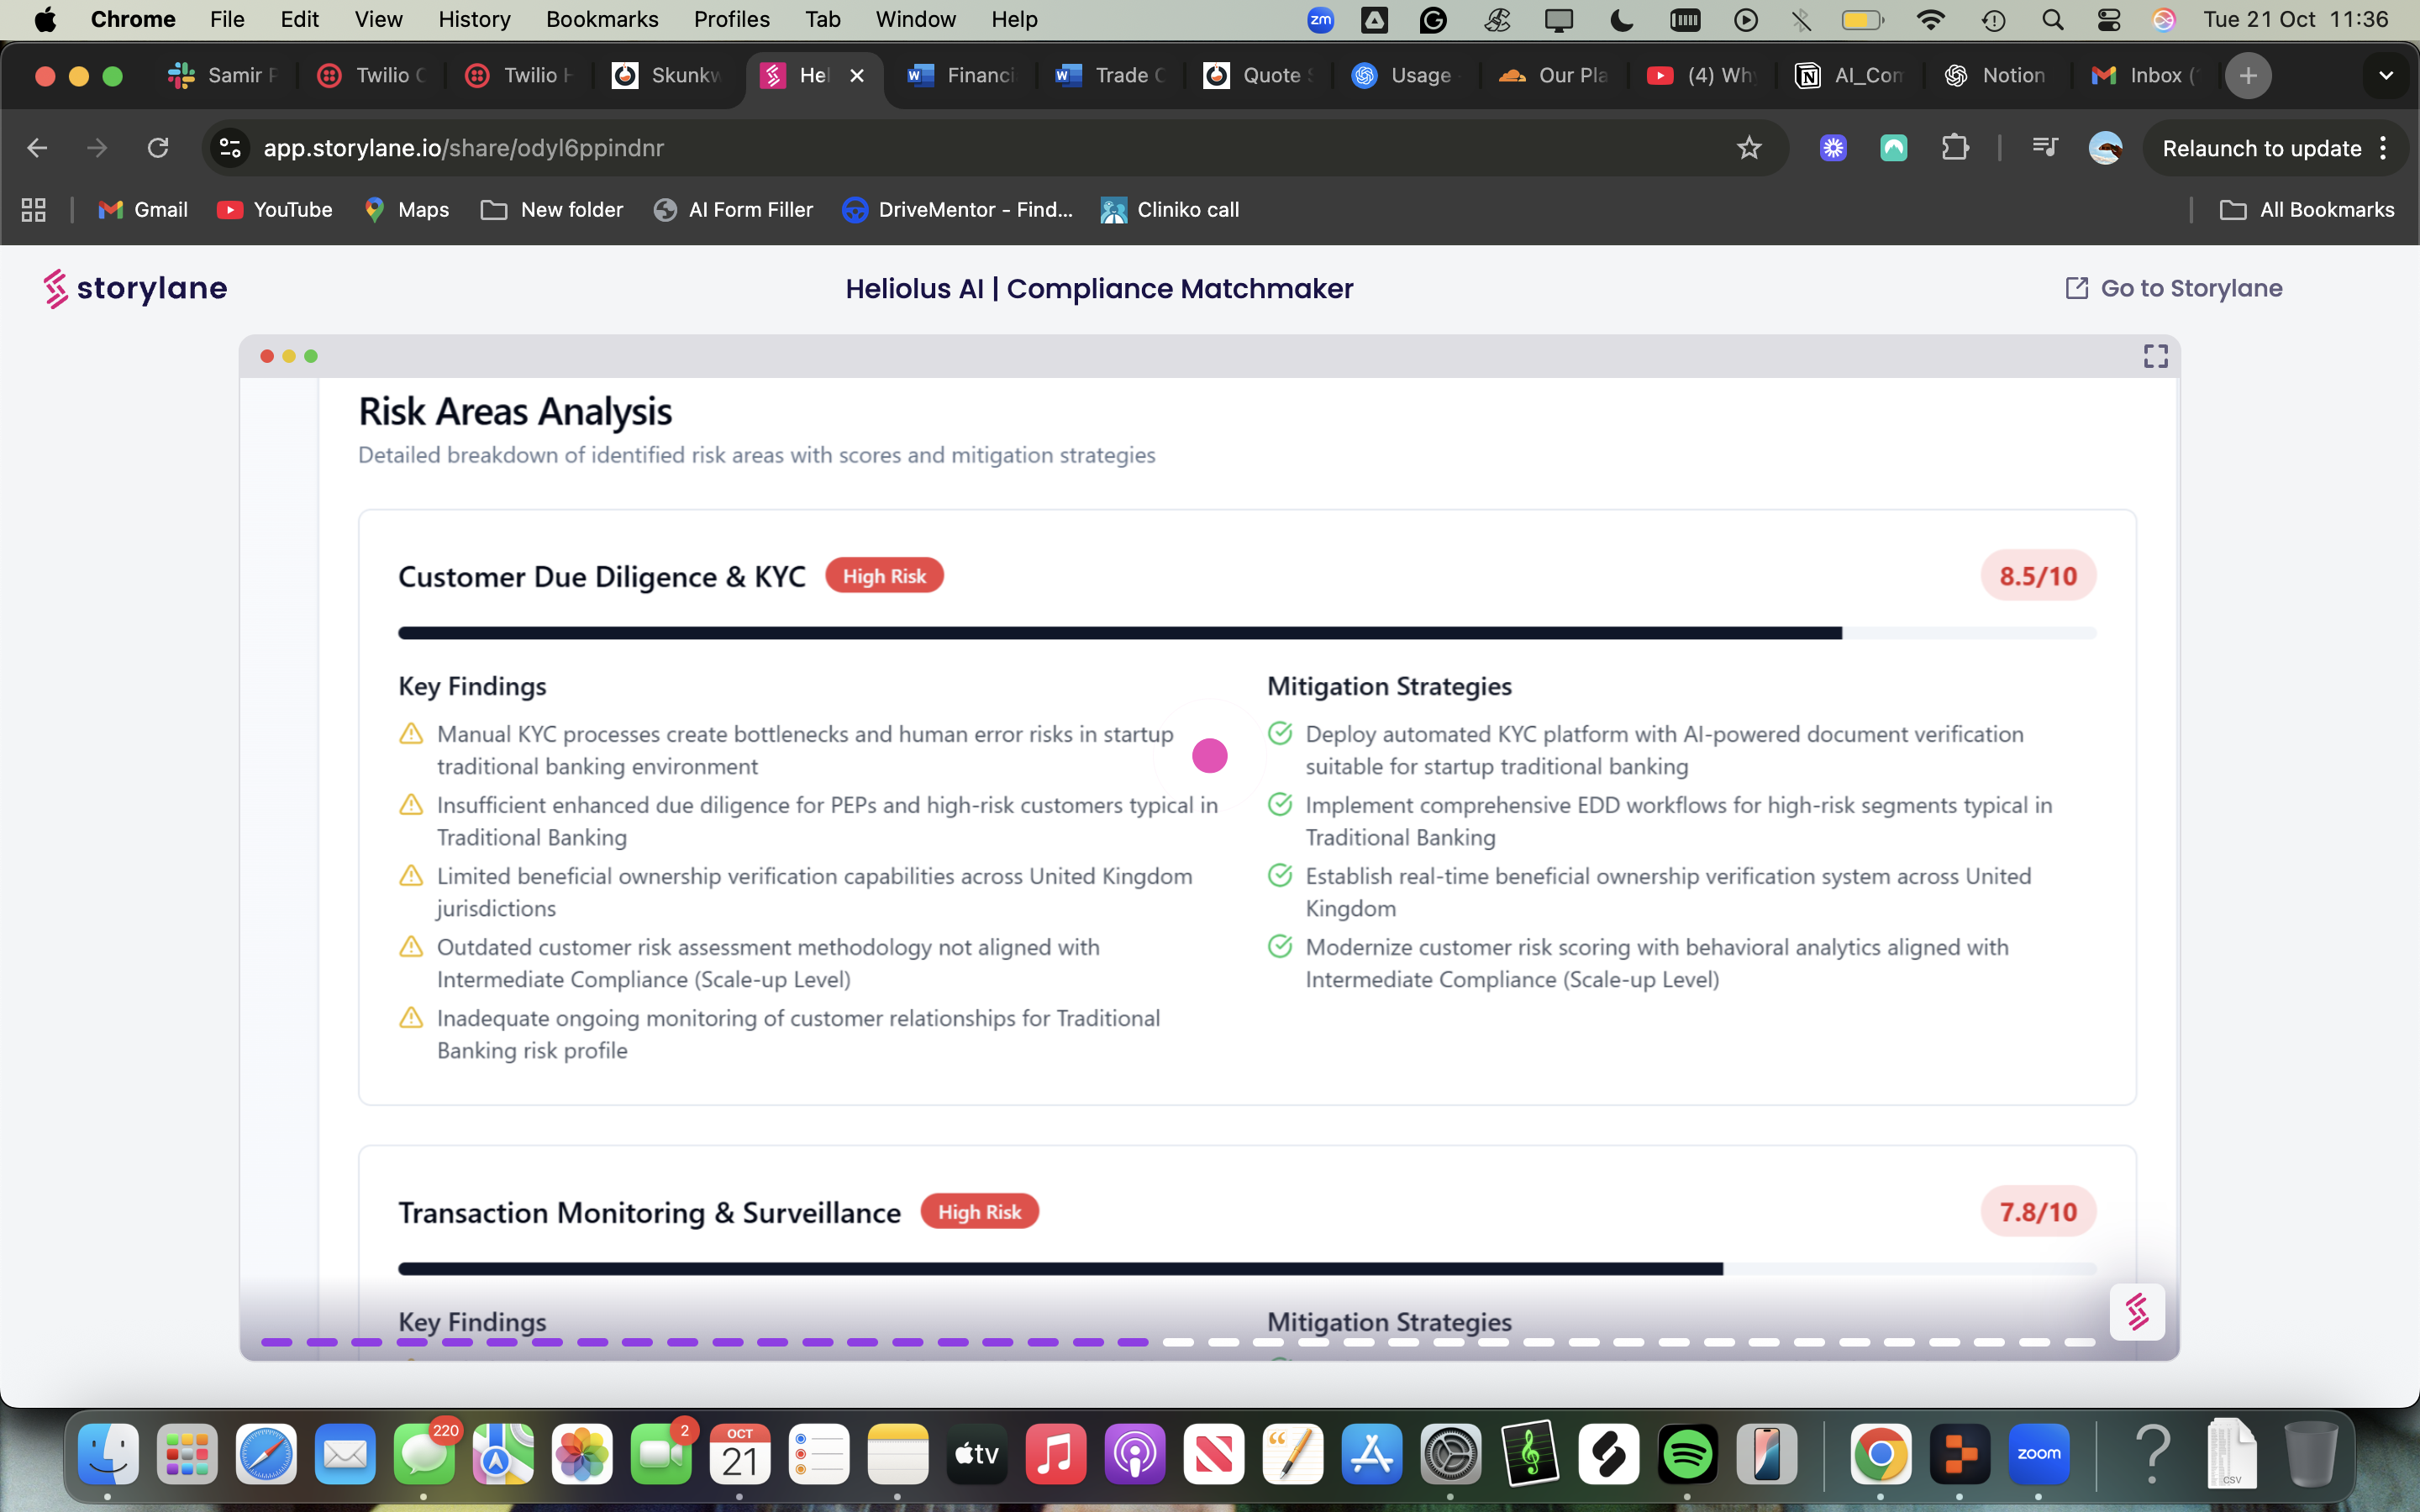 Chrome File Edit View History Bookmarks Profiles Tab Window Help zm Tue 21 Oct 11:36
Samir Twilio Twilio Skunkw Hel Financi Trade Quote Usage Our Pla (4) Why AI_Com Notion Inbox (
app.storylane.io/share/odyl6ppindnr Relaunch to update
Gmail YouTube Maps New folder AI Form Filler DriveMentor - Find... Cliniko call All Bookmarks
storylane Heliolus AI | Compliance Matchmaker Go to Storylane
Risk Areas Analysis
Detailed breakdown of identified risk areas with scores and mitigation strategies
Customer Due Diligence & KYC High Risk 8.5/10
Key Findings
Manual KYC processes create bottlenecks and human error risks in startup
traditional banking environment
Insufficient enhanced due diligence for PEPs and high-risk customers typical in
Traditional Banking
Limited beneficial ownership verification capabilities across United Kingdom
jurisdictions
Outdated customer risk assessment methodology not aligned with
Intermediate Compliance (Scale-up Level)
Inadequate ongoing monitoring of customer relationships for Traditional
Banking risk profile
Mitigation Strategies
Deploy automated KYC platform with AI-powered document verification
suitable for startup traditional banking
Implement comprehensive EDD workflows for high-risk segments typical in
Traditional Banking
Establish real-time beneficial ownership verification system across United
Kingdom
Modernize customer risk scoring with behavioral analytics aligned with
Intermediate Compliance (Scale-up Level)
Transaction Monitoring & Surveillance High Risk 7.8/10
Key Findings
Mitigation Strategies
220 2 OCT 21 tv zoom CSV